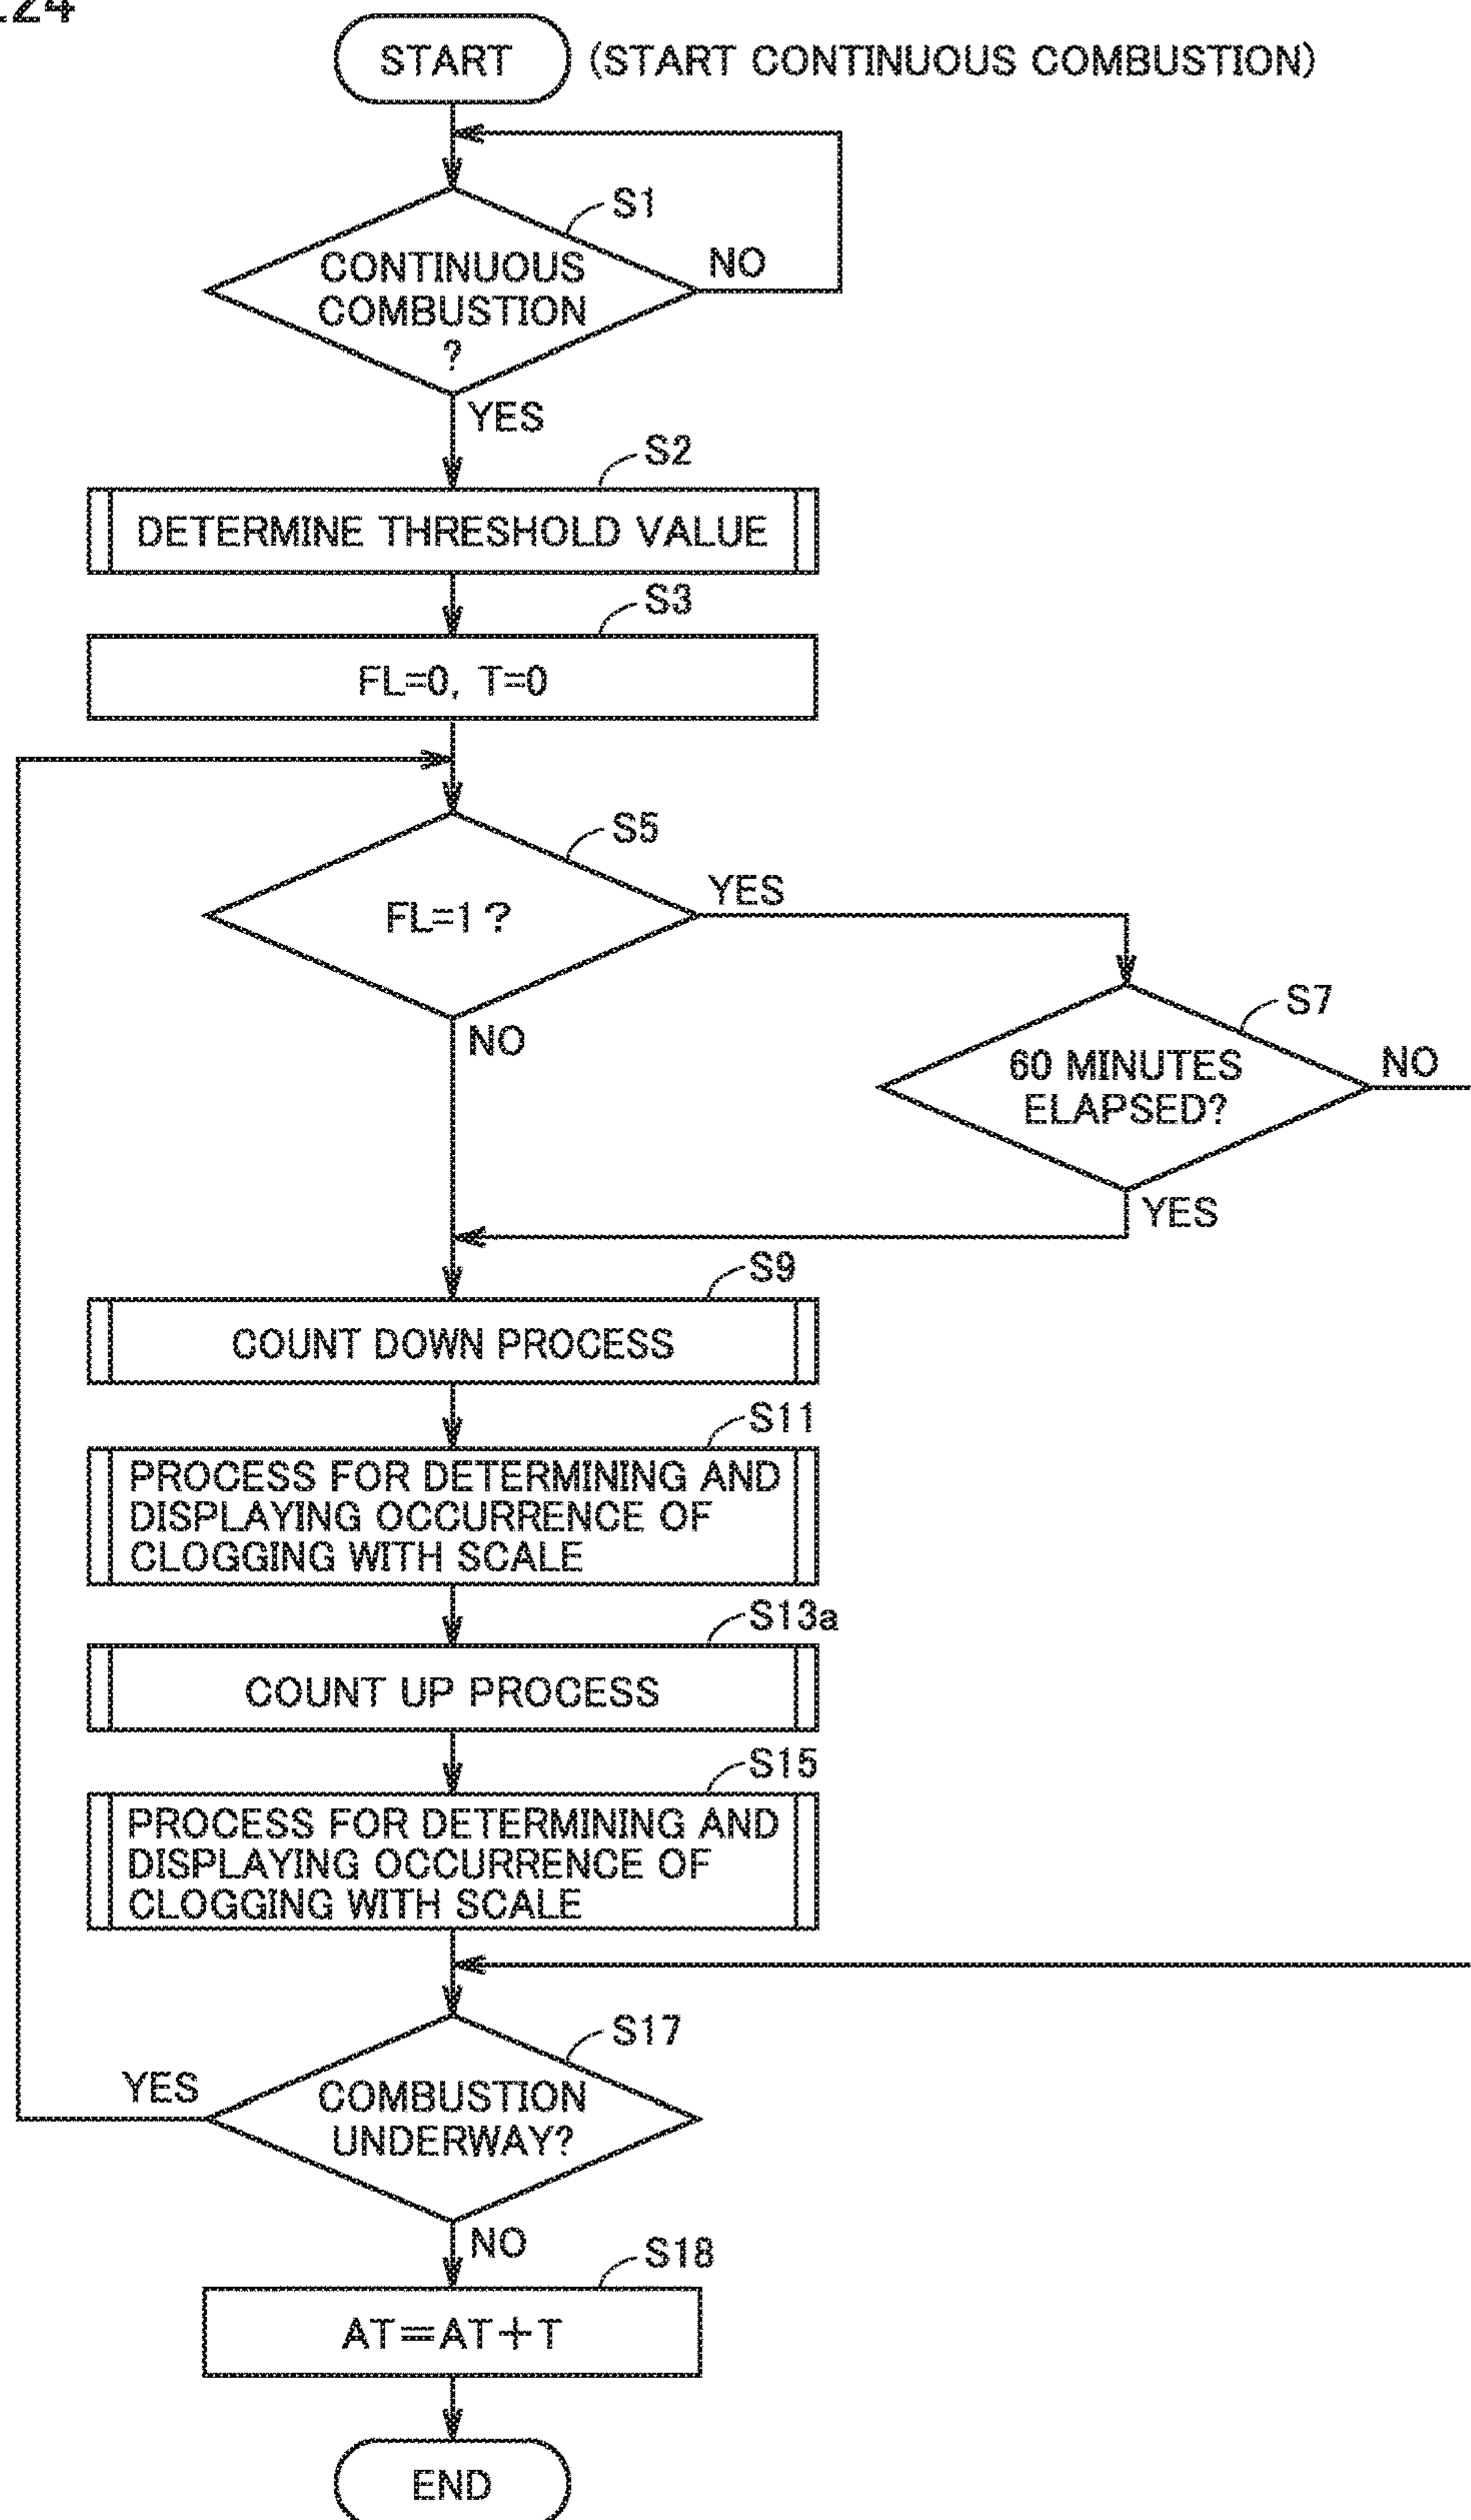 START (START CONTINUOUS COMBUSTION)
S1
CONTINUOUS
COMBUSTION
?
NO
YES
S2
DETERMINE THRESHOLD VALUE
S3
FL=0, T=0
S5
FL=1?
YES
NO
S7
60 MINUTES
ELAPSED?
NO
YES
S9
COUNT DOWN PROCESS
S11
PROCESS FOR DETERMINING AND
DISPLAYING OCCURRENCE OF
CLOGGING WITH SCALE
S13a
COUNT UP PROCESS
S15
PROCESS FOR DETERMINING AND
DISPLAYING OCCURRENCE OF
CLOGGING WITH SCALE
S17
COMBUSTION
UNDERWAY?
YES
NO
S18
AT=AT+T
END